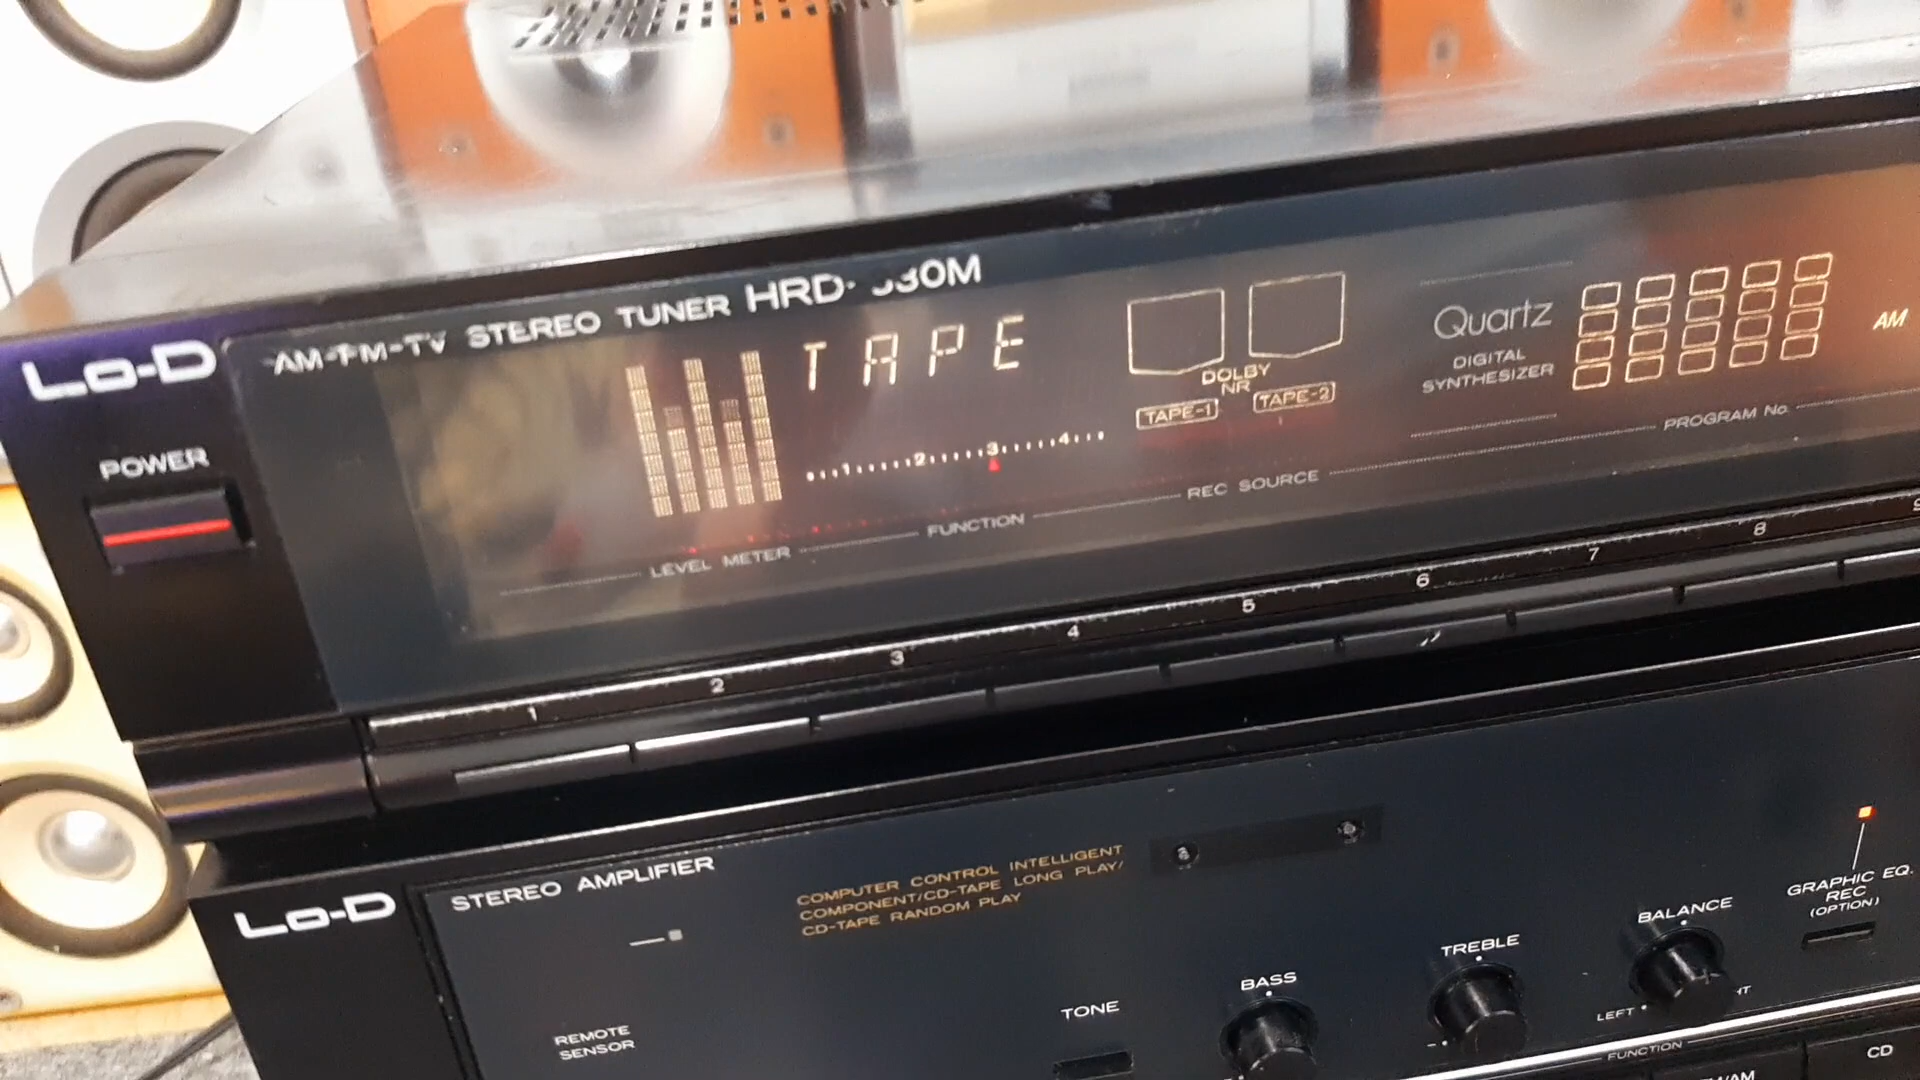 Lo-D
AM-FM-TV STEREO TUNER
POWER
TAPE
1 2 3 4
DOLBY
NR
TAPE-1 TAPE-2
Quartz
DIGITAL
SYNTHESIZER
AM
LEVEL METER
FUNCTION
REC SOURCE
PROGRAM No.
1 2 3 4 5 6 7 8 9
Lo-D
STEREO AMPLIFIER
COMPUTER CONTROL INTELLIGENT
COMPONENT/CD-TAPE LONG PLAY/
CD-TAPE RANDOM PLAY
REMOTE
SENSOR
TONE
BASS
TREBLE
BALANCE
LEFT
GRAPHIC EQ.
REC
(OPTION)
FUNCTION
CD